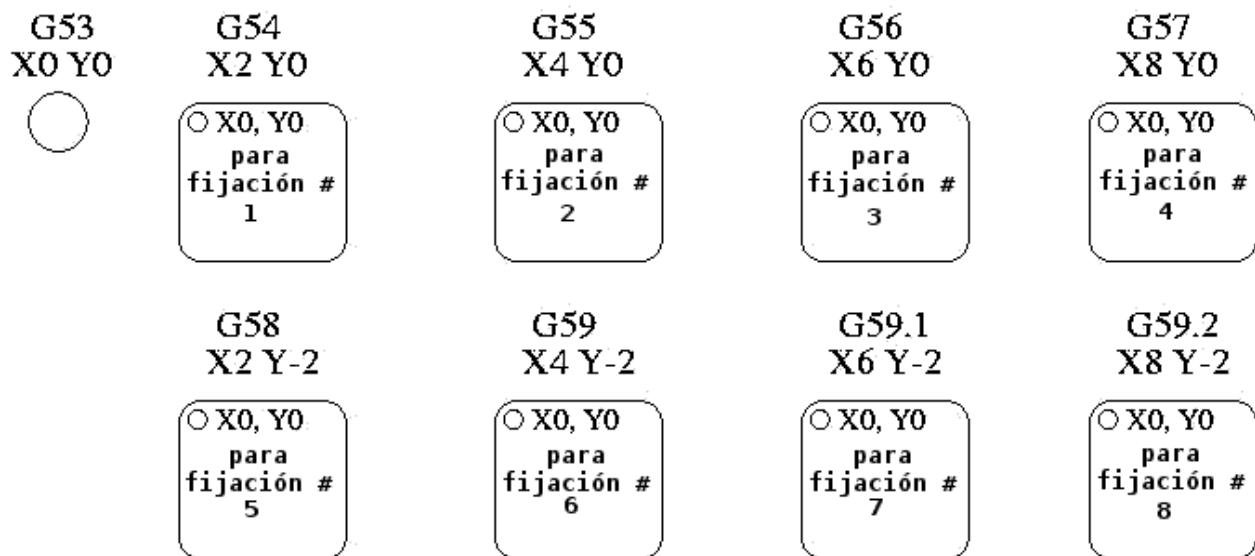 G53 G54 G55 G56 G57
X0 Y0 X2 Y0 X4 Y0 X6 Y0 X8 Y0
X0, Y0
para
fijación #
1
X0, Y0
para
fijación #
2
X0, Y0
para
fijación #
3
X0, Y0
para
fijación #
4
G58 G59 G59.1 G59.2
X2 Y-2 X4 Y-2 X6 Y-2 X8 Y-2
X0, Y0
para
fijación #
5
X0, Y0
para
fijación #
6
X0, Y0
para
fijación #
7
X0, Y0
para
fijación #
8